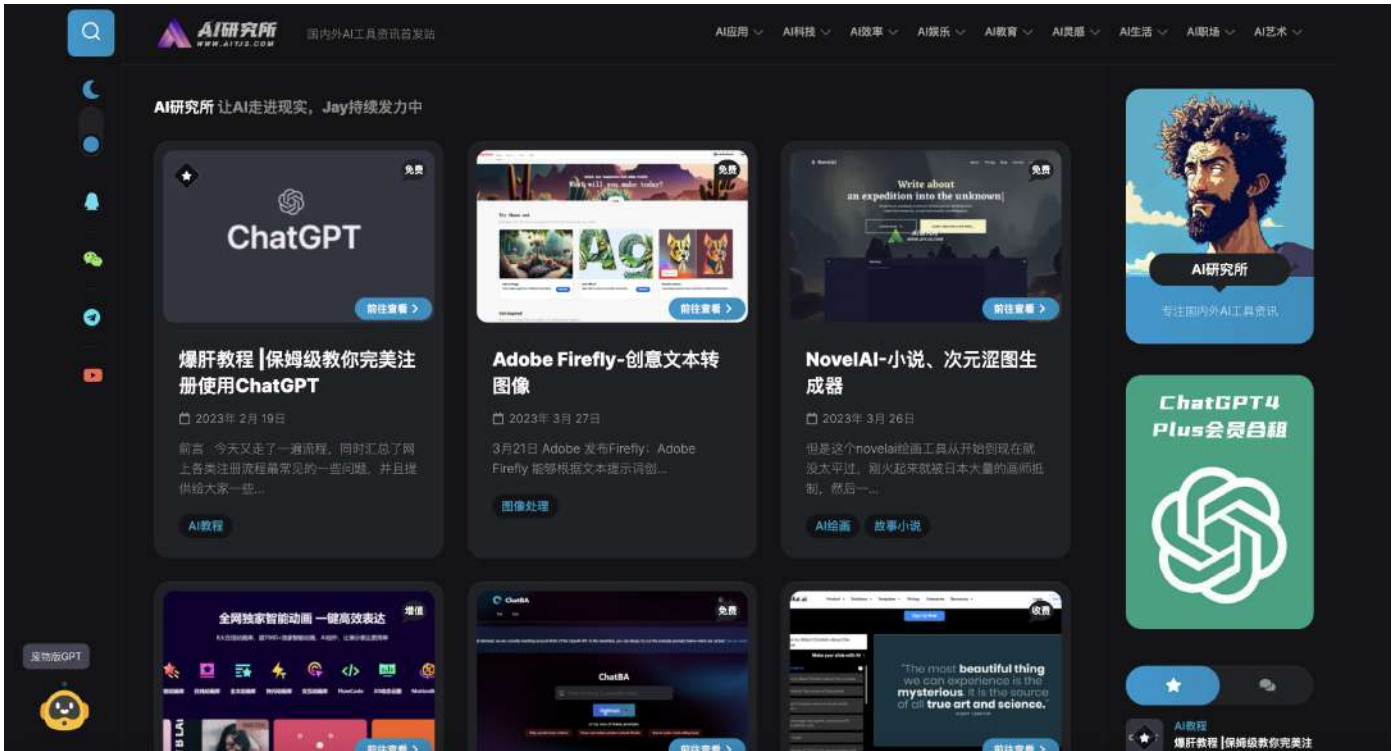 AI研究所
WWW.AIYJS.COM
国内外AI工具资讯首发站
AI应用 AI科技 AI效率 AI娱乐 AI教育 AI灵感 AI生活 AI职场 AI艺术
AI研究所 让AI走进现实，Jay持续发力中
免费
ChatGPT
前往查看
爆肝教程 |保姆级教你完美注
册使用ChatGPT
2023年 2月 19日
前言 今天又走了一遍流程，同时汇总了网
上各类注册流程最常见的一些问题，并且提
供给大家一些...
AI教程
免费
What will you make today?
前往查看
Adobe Firefly-创意文本转
图像
2023年 3月 27日
3月21日 Adobe 发布Firefly：Adobe
Firefly 能够根据文本提示词创...
图像处理
NovelAI
免费
Write about
an expedition into the unknown
前往查看
NovelAI-小说、次元涩图生
成器
2023年 3月 26日
但是这个novelai绘画工具从开始到现在就
没太平过，刚火起来就被日本大量的画师抵
制，然后一...
AI绘画 故事小说
AI研究所
专注国内外AI工具资讯
ChatGPT4
Plus会员合租
增值
全网独家智能动画 一键高效表达
前往查看
ChatBA
免费
ChatBA
前往查看
收费
Make your slide with AI
"The most beautiful thing
we can experience is the
mysterious. It is the source
of all true art and science."
前往查看
废物版GPT
AI教程
爆肝教程 |保姆级教你完美注